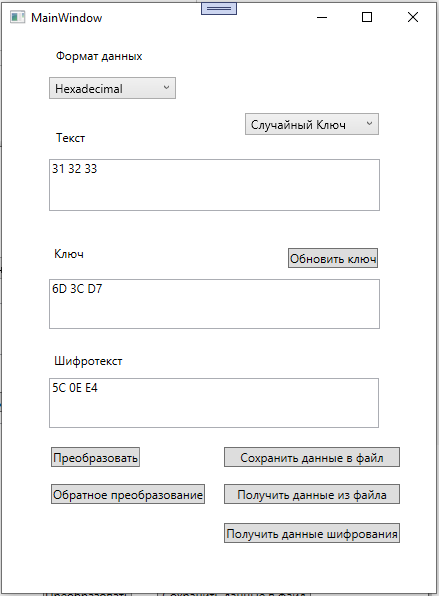 MainWindow
Формат данных
Hexadecimal
Случайный Ключ
Текст
31 32 33
Ключ
Обновить ключ
6D 3C D7
Шифротекст
5C 0E E4
Преобразовать
Сохранить данные в файл
Обратное преобразование
Получить данные из файла
Получить данные шифрования